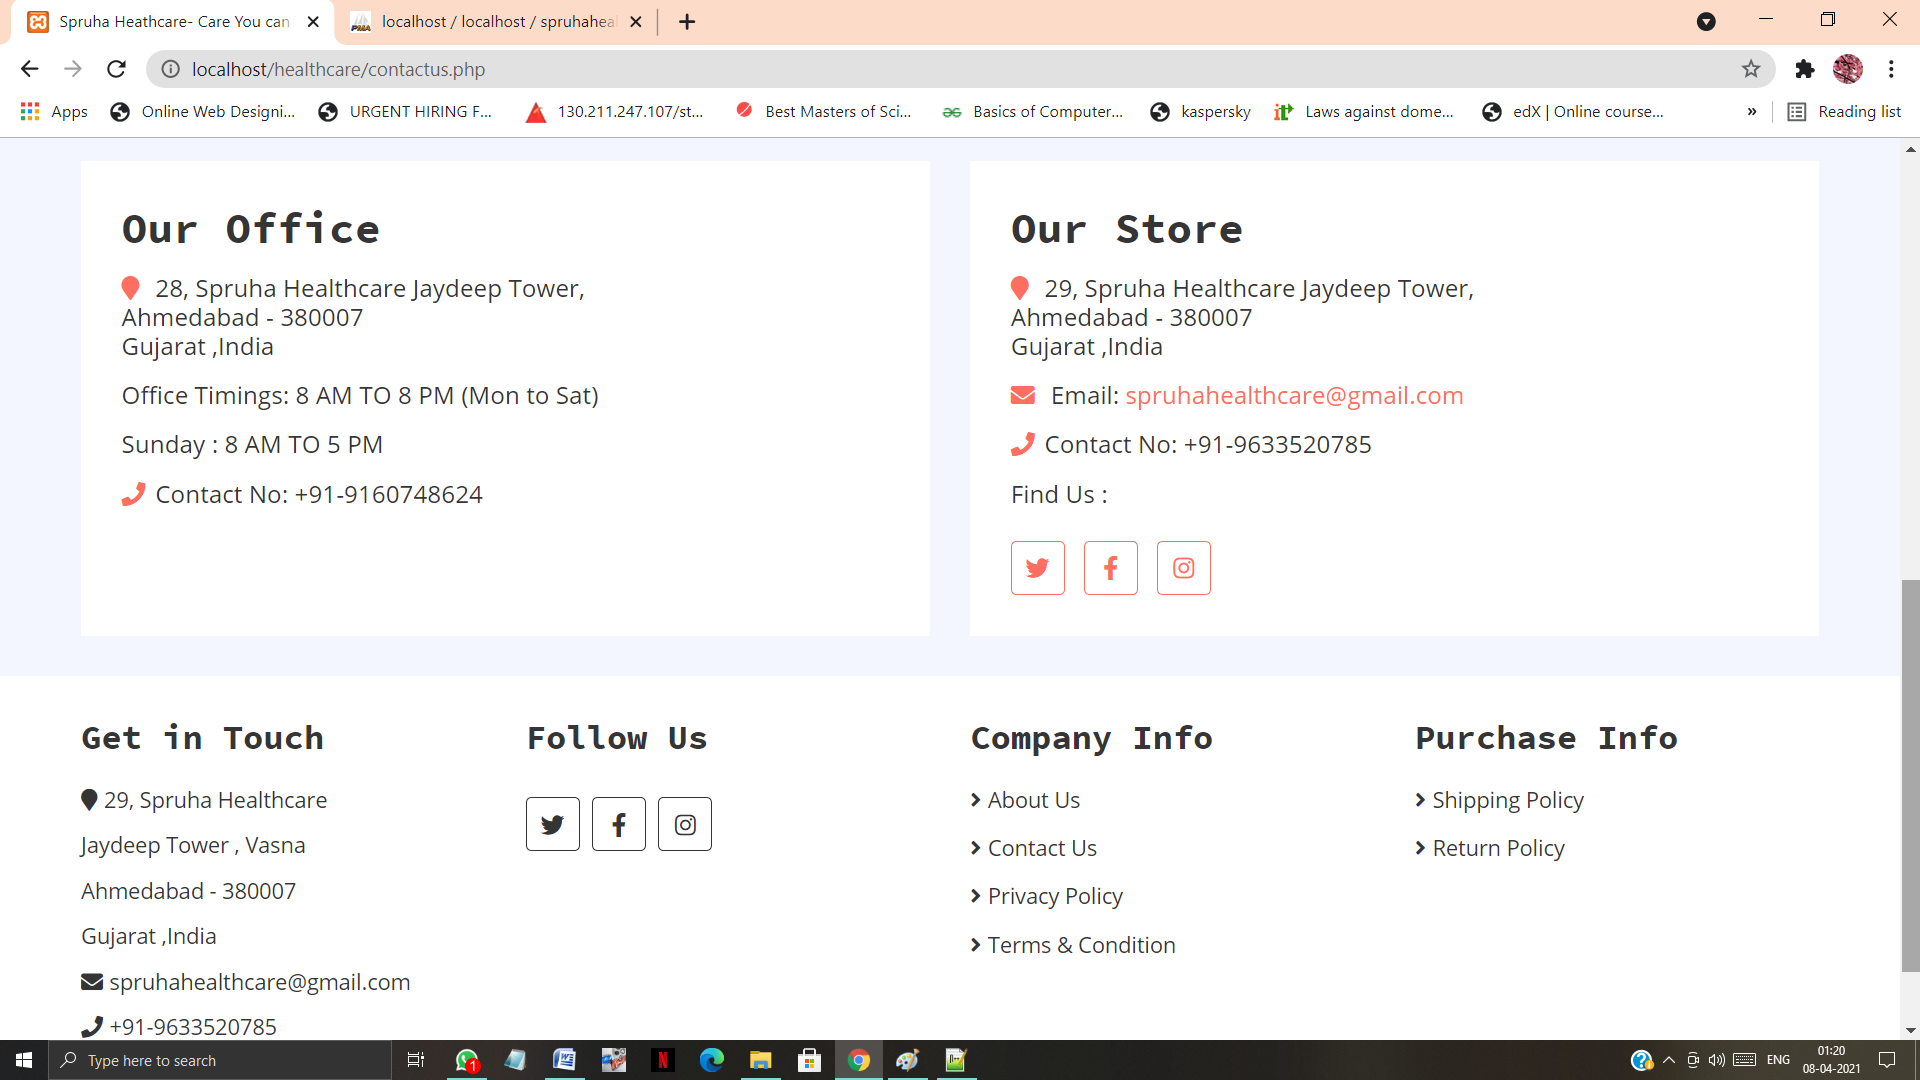 Spruha Heathcare- Care You can
localhost / localhost / spruhaheal
localhost/healthcare/contactus.php
Apps
Online Web Designi...
URGENT HIRING F...
130.211.247.107/st...
Best Masters of Sci...
Basics of Computer...
kaspersky
Laws against dome...
edX | Online course...
»
Reading list
Our Office
28, Spruha Healthcare Jaydeep Tower,
Ahmedabad - 380007
Gujarat ,India
Office Timings: 8 AM TO 8 PM (Mon to Sat)
Sunday : 8 AM TO 5 PM
Contact No: +91-9160748624
Our Store
29, Spruha Healthcare Jaydeep Tower,
Ahmedabad - 380007
Gujarat ,India
Email: spruhahealthcare@gmail.com
Contact No: +91-9633520785
Find Us :
Get in Touch
29, Spruha Healthcare
Jaydeep Tower , Vasna
Ahmedabad - 380007
Gujarat ,India
spruhahealthcare@gmail.com
+91-9633520785
Follow Us
Company Info
About Us
Contact Us
Privacy Policy
Terms & Condition
Purchase Info
Shipping Policy
Return Policy
Type here to search
1
ENG
01:20
08-04-2021